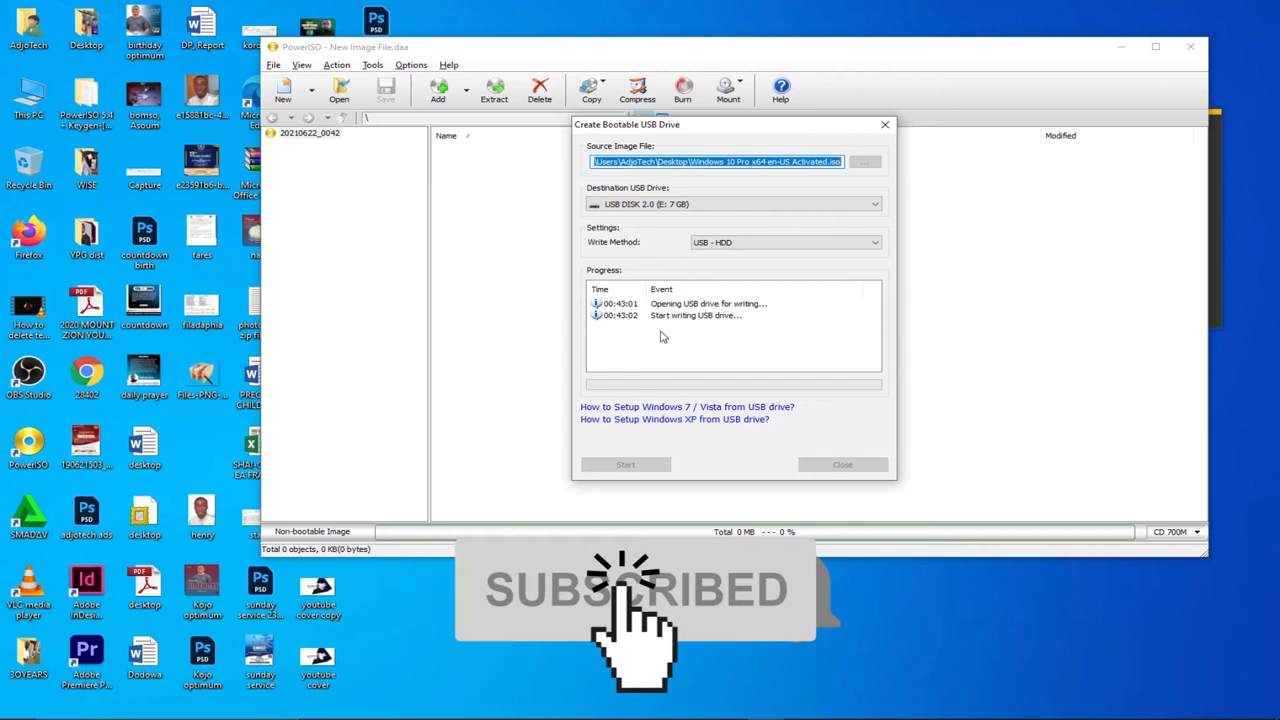 AdjoTech
Desktop
birthday
optimum
DP, Report
This PC
PowerISO 5.4
+ Keygen-[...
bomso,
Asoum
e15881bc-...
Recycle Bin
WISE
Capture
e23591b6-b...
Firefox
YPG dist
countdown
birth
fares
How to
delete te...
2020 MOUNT
ZION YOU...
countdown
filadaphia
OBS Studio
28402
daily prayer
Files-PNG-...
PowerISO
190621503_...
desktop
SMADAV
adjotech ads
desktop
henry
VLC media
player
Adobe
InDesi...
desktop
Kojo
optimum
sunday
service 23...
youtube
cover copy
3OYEARS
Adobe
Premiere P...
Dodowa
Kojo
optimum
sunday
service
youtube
cover
PowerISO - New Image File.daa
File View Action Tools Options Help
New Open Save Add Extract Delete Copy Compress Burn Mount Help
\
20210622_0042
Name
Modified
Create Bootable USB Drive
Source Image File:
\Users\AdjoTech\Desktop\Windows 10 Pro x64 en-US Activated.iso
...
Destination USB Drive:
USB DISK 2.0 (E: 7 GB)
Settings:
Write Method:
USB - HDD
Progress:
Time Event
00:43:01 Opening USB drive for writing...
00:43:02 Start writing USB drive...
How to Setup Windows 7 / Vista from USB drive?
How to Setup Windows XP from USB drive?
Start
Close
Non-bootable Image
Total 0 MB --- 0 %
CD 700M
Total 0 objects, 0 KB(0 bytes)
SUBSCRIBED